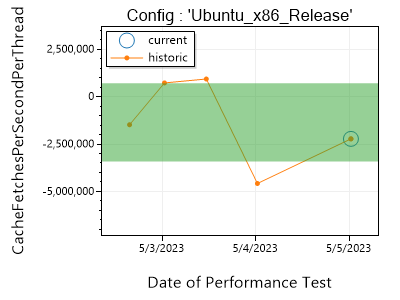 Config : 'Ubuntu_x86_Release'
current
historic
CacheFetchesPerSecondPerThread
2,500,000
0
-2,500,000
-5,000,000
5/3/2023
5/4/2023
5/5/2023
Date of Performance Test